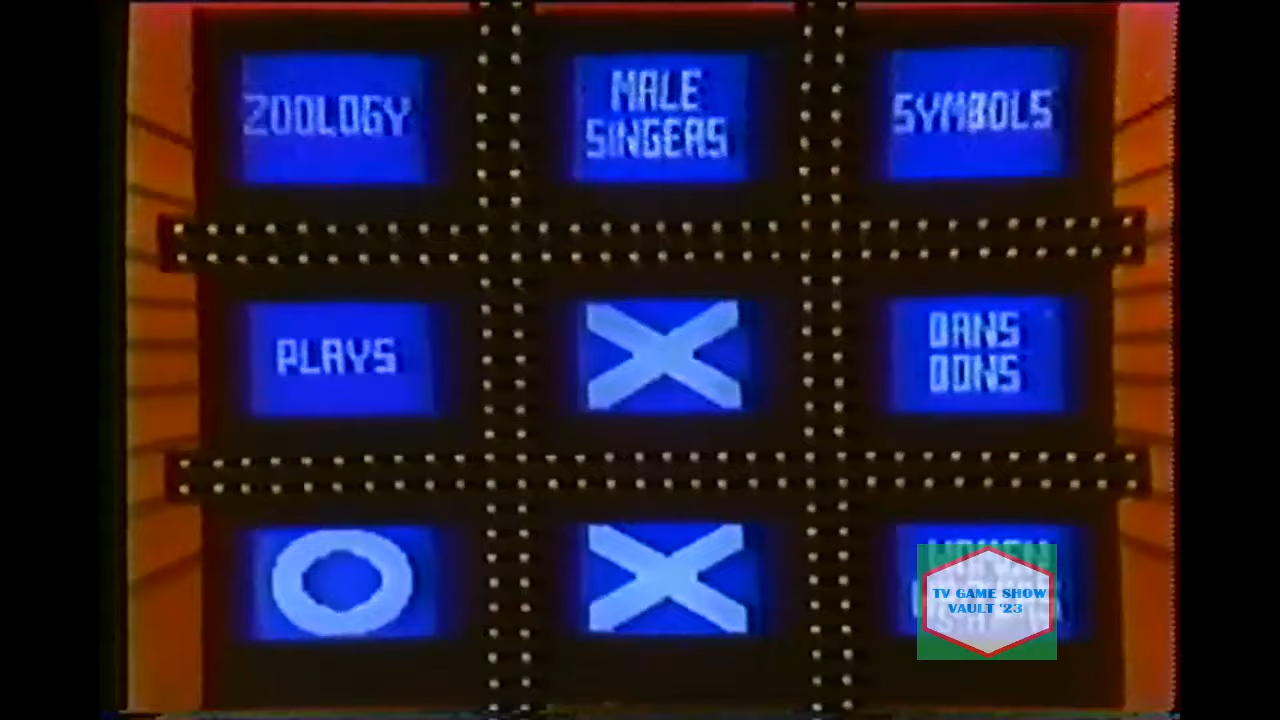 ZOOLOGY
MALE
SINGERS
SYMBOLS
PLAYS
X
DANS
DONS
O
X
TV GAME SHOW
VAULT '23